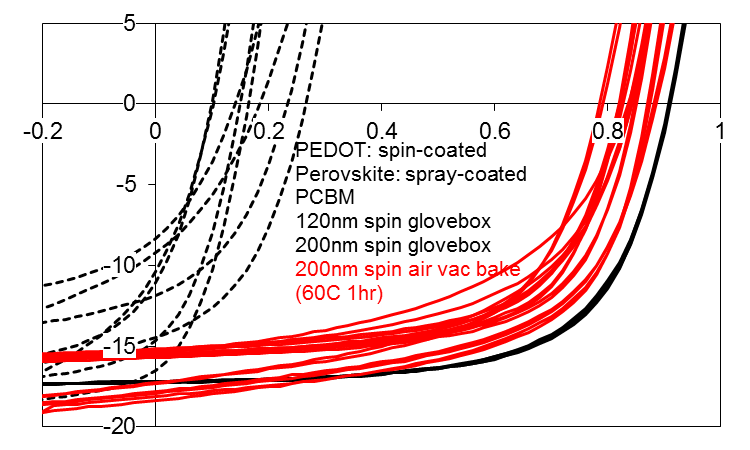 5
0
-5
-10
-15
-20
-0.2
0
0.2
0.4
0.6
0.8
1
PEDOT: spin-coated
Perovskite: spray-coated
PCBM
120nm spin glovebox
200nm spin glovebox
200nm spin air vac bake
(60C 1hr)